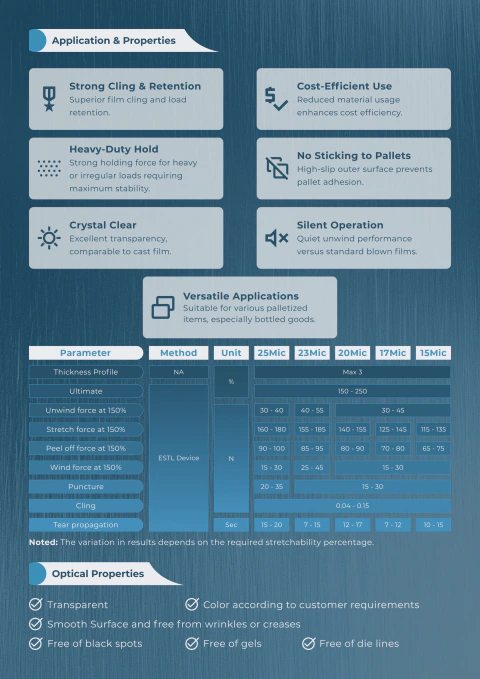 Application & Properties
Strong Cling & Retention
Superior film cling and load
retention.
Cost-Efficient Use
Reduced material usage
enhances cost efficiency.
Heavy-Duty Hold
Strong holding force for heavy
or irregular loads requiring
maximum stability.
No Sticking to Pallets
High-slip outer surface prevents
pallet adhesion.
Crystal Clear
Excellent transparency,
comparable to cast film.
Silent Operation
Quiet unwind performance
versus standard blown films.
Versatile Applications
Suitable for various palletized
items, especially bottled goods.
Parameter Method Unit 25Mic 23Mic 20Mic 17Mic 15Mic
Thickness Profile NA % Max 3
Ultimate 150 - 250
Unwind force at 150% 30 - 40 40 - 55 30 - 45
Stretch force at 150% 160 - 180 155 - 185 140 - 155 125 - 145 115 - 135
Peel off force at 150% 90 - 100 85 - 95 80 - 90 70 - 80 65 - 75
ESTL Device N
Wind force at 150% 15 - 30 25 - 45 15 - 30
Puncture 20 - 35 15 - 30
Cling 0.04 - 0.15
Tear propagation Sec 15 - 20 7 - 15 12 - 17 7 - 12 10 - 15
Noted: The variation in results depends on the required stretchability percentage.
Optical Properties
Transparent Color according to customer requirements
Smooth Surface and free from wrinkles or creases
Free of black spots Free of gels Free of die lines